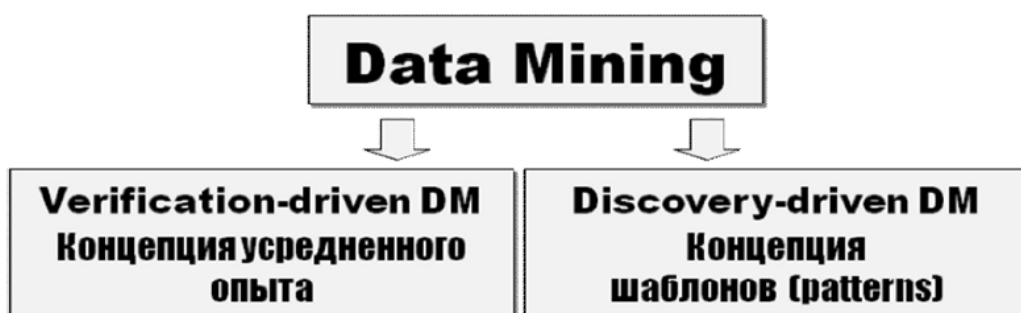 Data Mining
Verification-driven DM
Концепция усредненного
опыта
Discovery-driven DM
Концепция
шаблонов (patterns)